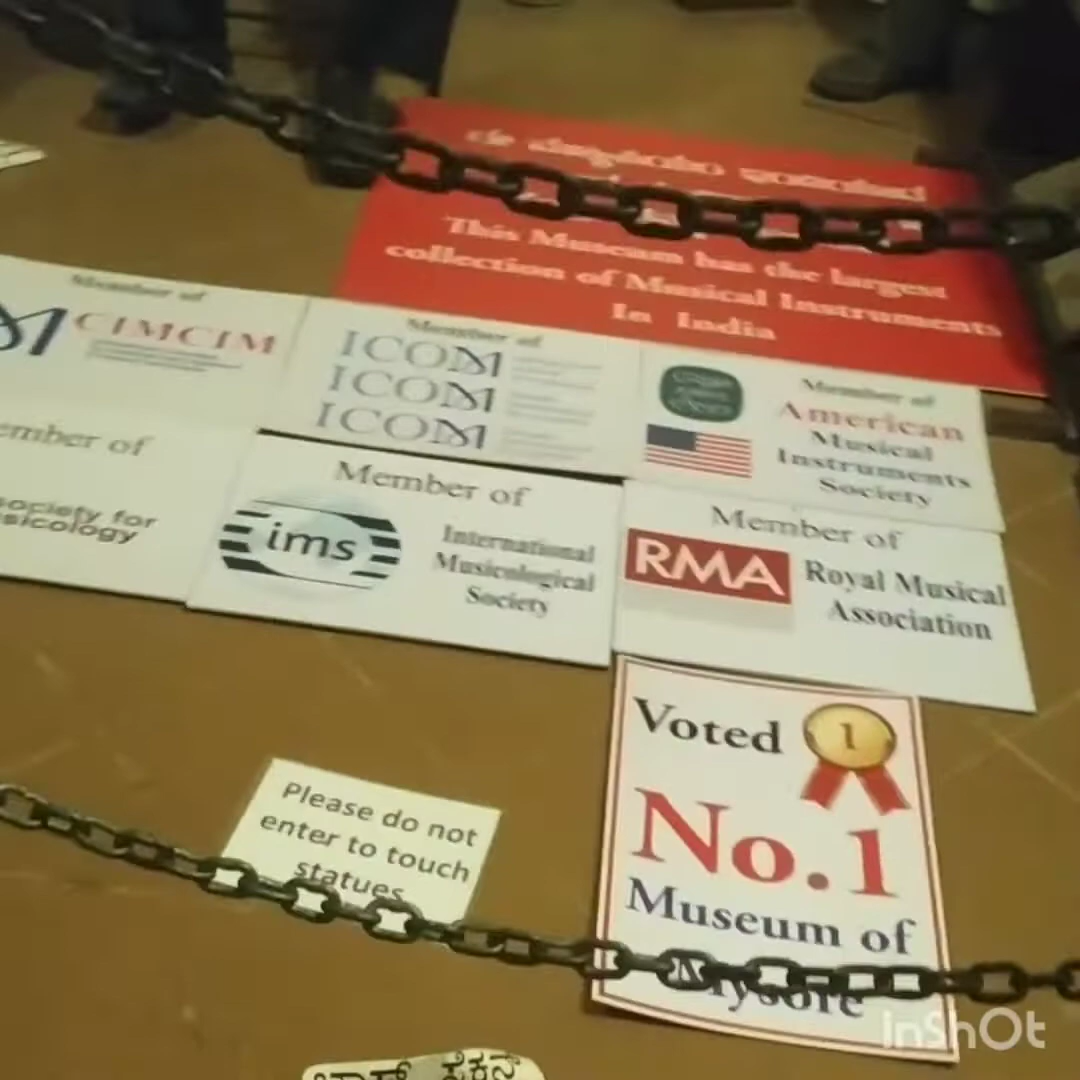 This Museam has the largest
collection of Musical Instruments
In India
Member of
CIMCIM
Member of
ICOM
ICOM
ICOM
Member of
American
Musical
Instruments
Society
ember of
ociety for
sicology
Member of
ims
International
Musicological
Society
Member of
RMA
Royal Musical
Association
Voted
1
No.1
Museum of
Mysore
Please do not
enter to touch
statues
InShOt